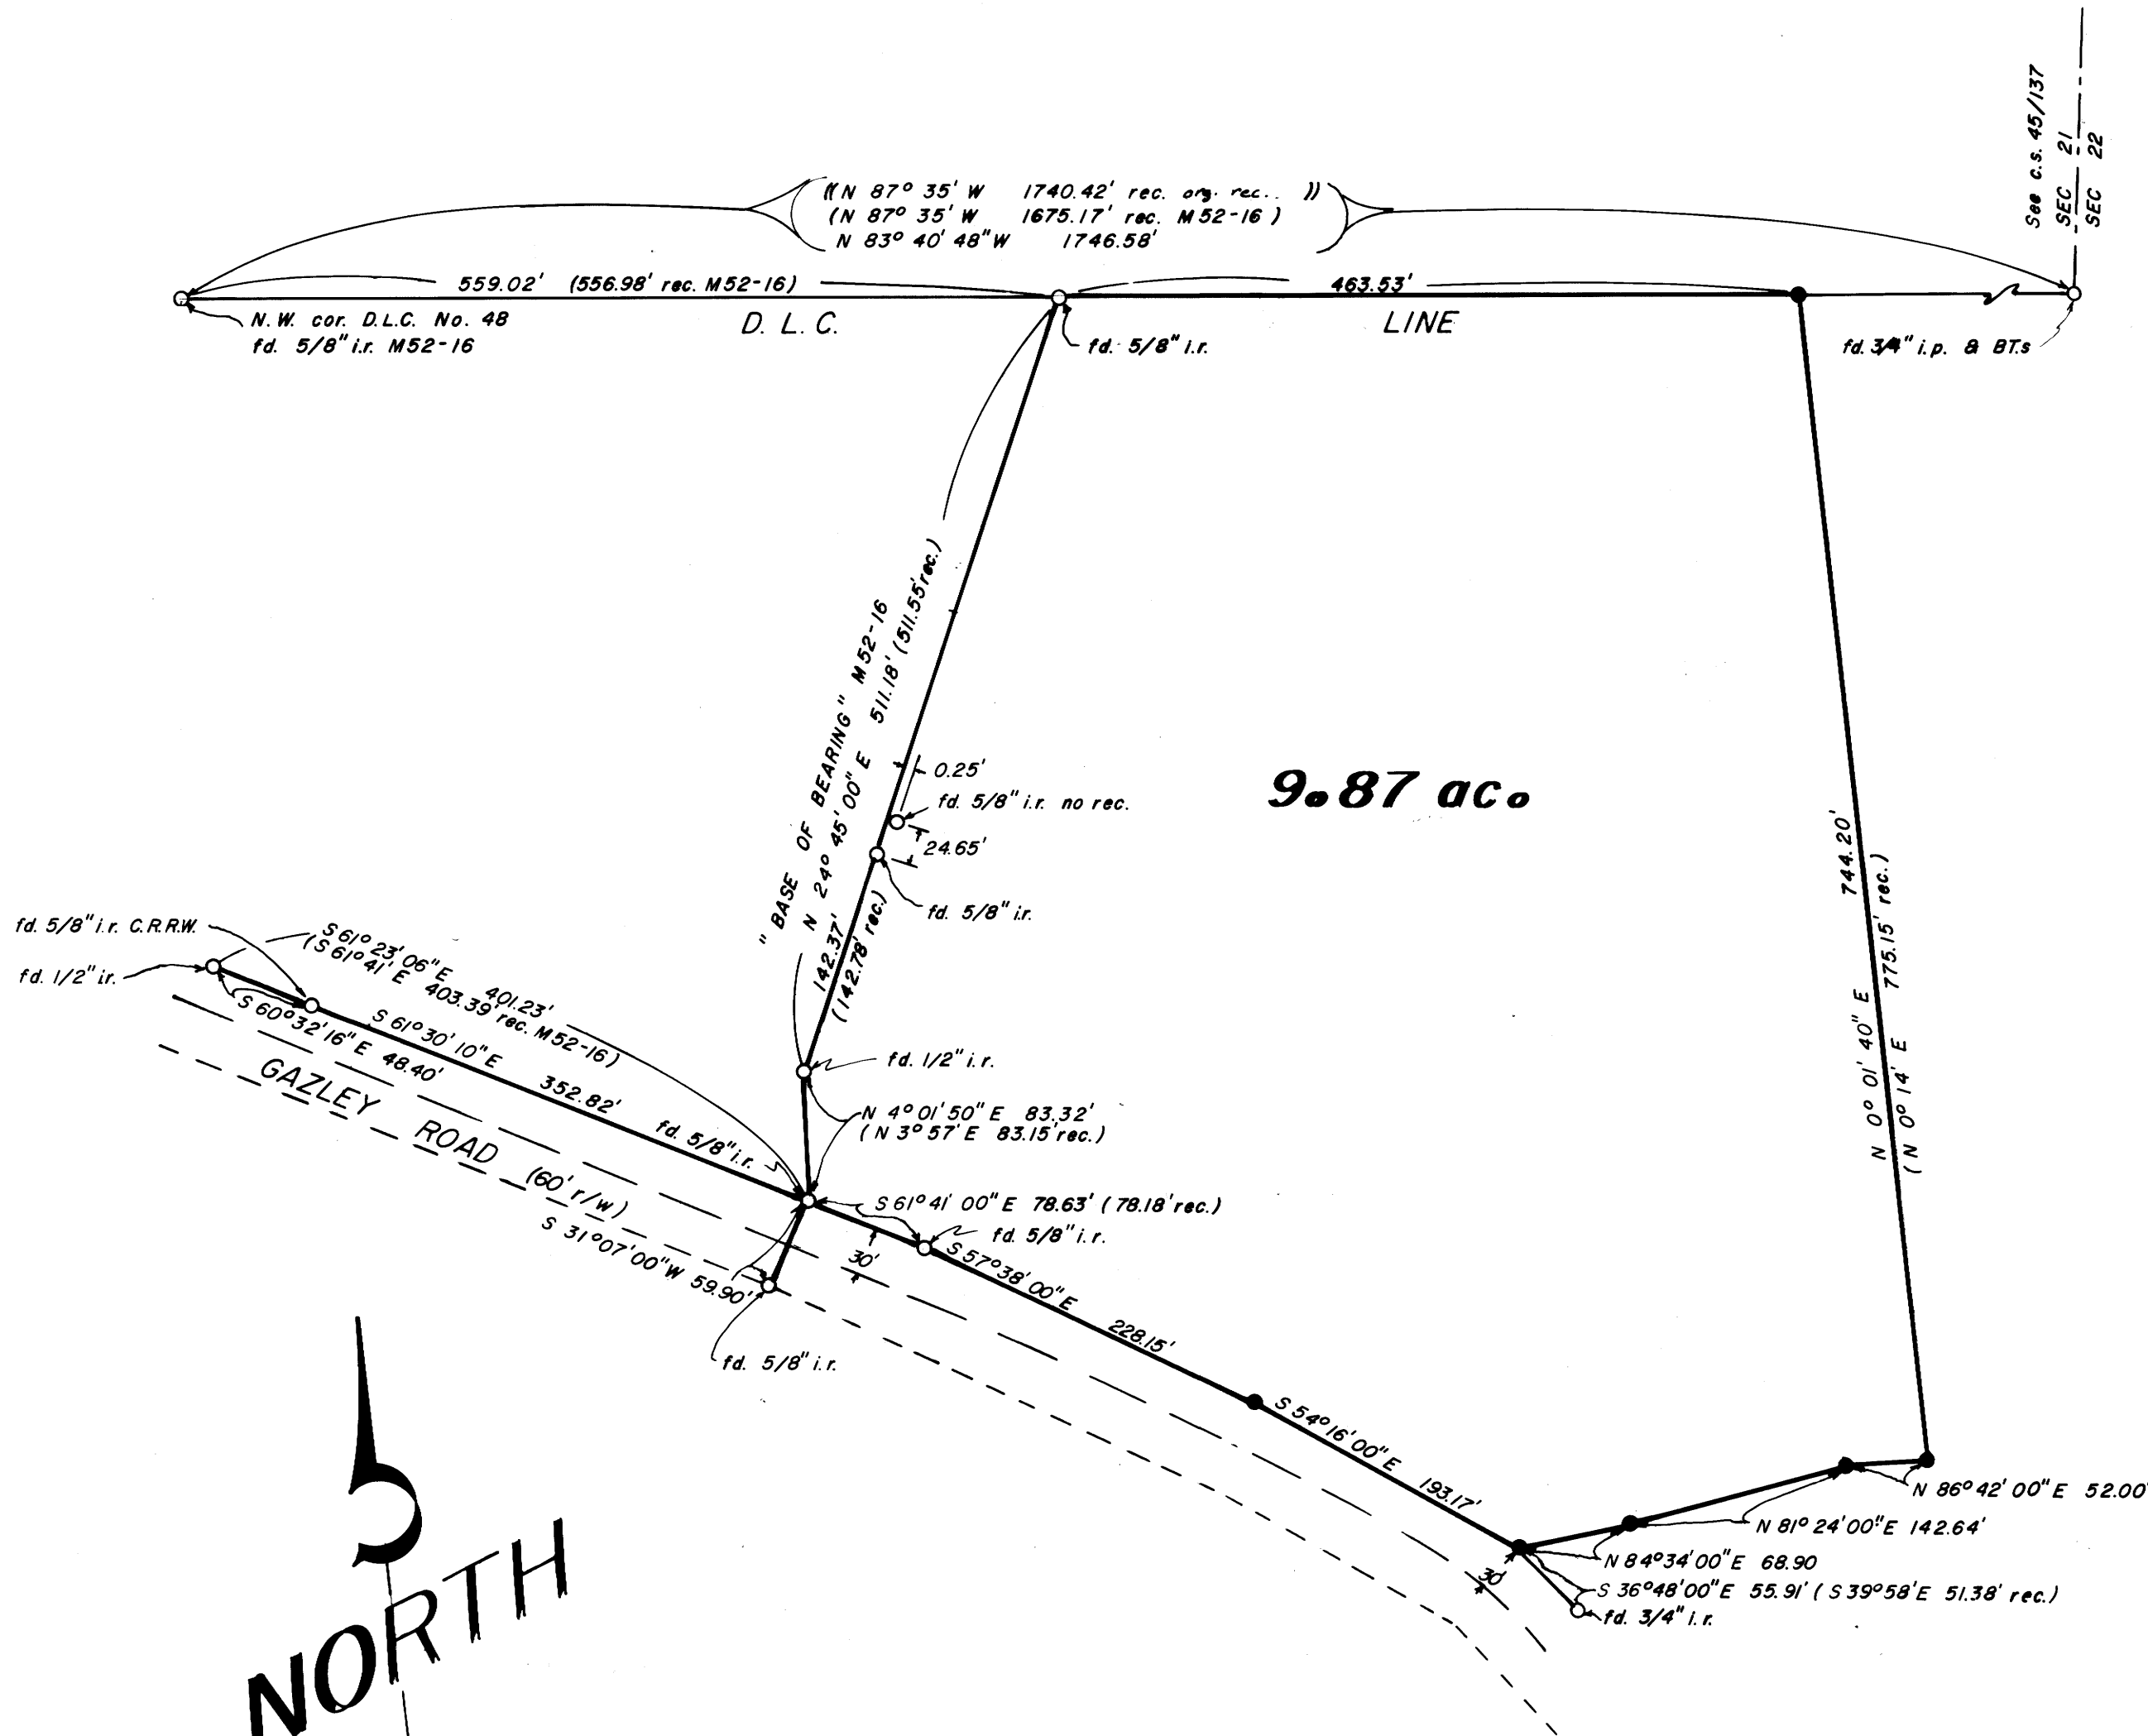 See c.s. 45/137
SEC 21
SEC 22
((N 87° 35' W 1740.42' rec. org. rec.. ))
(N 87° 35' W 1675.17' rec. M52-16)
N 83° 40' 48" W 1746.58'
559.02' (556.98' rec. M52-16)
463.53'
N.W. cor. D.L.C. No. 48
fd. 5/8" i.r. M52-16
D. L. C.
LINE
fd. 5/8" i.r.
fd. 3/4" i.p. & BT.s
"BASE OF BEARING" M52-16
N 24° 45' 00" E 511.18' (511.55' rec.)
0.25'
fd. 5/8" i.r. no rec.
24.65'
fd. 5/8" i.r.
142.37'
(142.78' rec.)
9.87 ac.
744.20'
N 0° 01' 40" E
(N 0° 14' E 775.15' rec.)
fd. 5/8" i.r. C.R.R.W.
fd. 1/2" i.r.
S 61° 23' 06" E 401.23'
(S 61° 41' E 403.39 rec. M52-16)
S 60° 32' 16" E 48.40'
S 61° 30' 10" E 352.82'
fd. 5/8" i.r.
GAZLEY ROAD (60' r/w)
fd. 1/2" i.r.
N 4° 01' 50" E 83.32'
(N 3° 57' E 83.15' rec.)
S 61° 41' 00" E 78.63' (78.18' rec.)
fd. 5/8" i.r.
S 31° 07' 00" W 59.90'
30'
fd. 5/8" i.r.
S 57° 38' 00" E 228.15'
S 54° 16' 00" E 193.17'
N 86° 42' 00" E 52.00'
N 81° 24' 00" E 142.64'
N 84° 34' 00" E 68.90
30'
S 36° 48' 00" E 55.91' (S 39° 58' E 51.38' rec.)
fd. 3/4" i.r.
NORTH